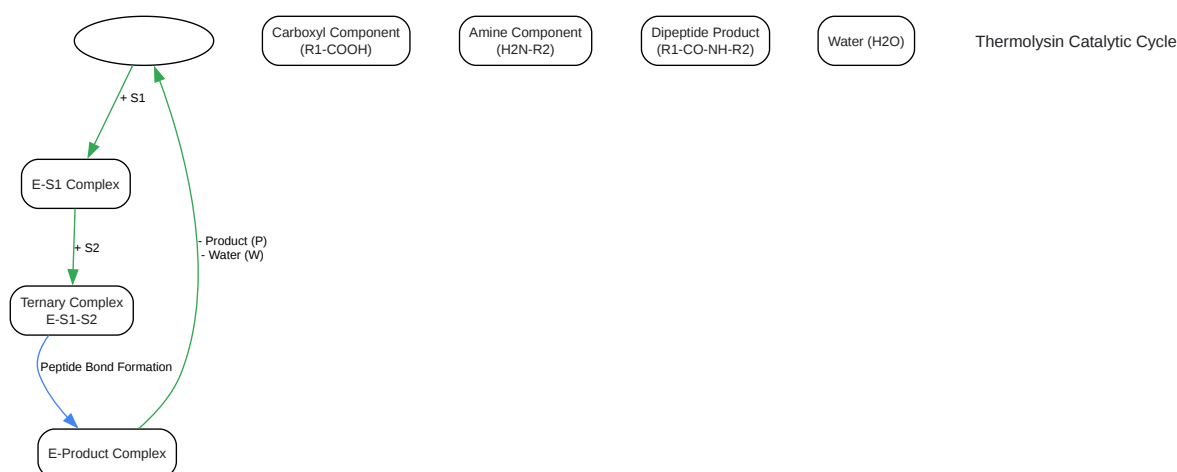 Carboxyl Component
(R1-COOH)
Amine Component
(H2N-R2)
Dipeptide Product
(R1-CO-NH-R2)
Water (H2O)
Thermolysin Catalytic Cycle
+ S1
E-S1 Complex
+ S2
- Product (P)
- Water (W)
Ternary Complex
E-S1-S2
Peptide Bond Formation
E-Product Complex